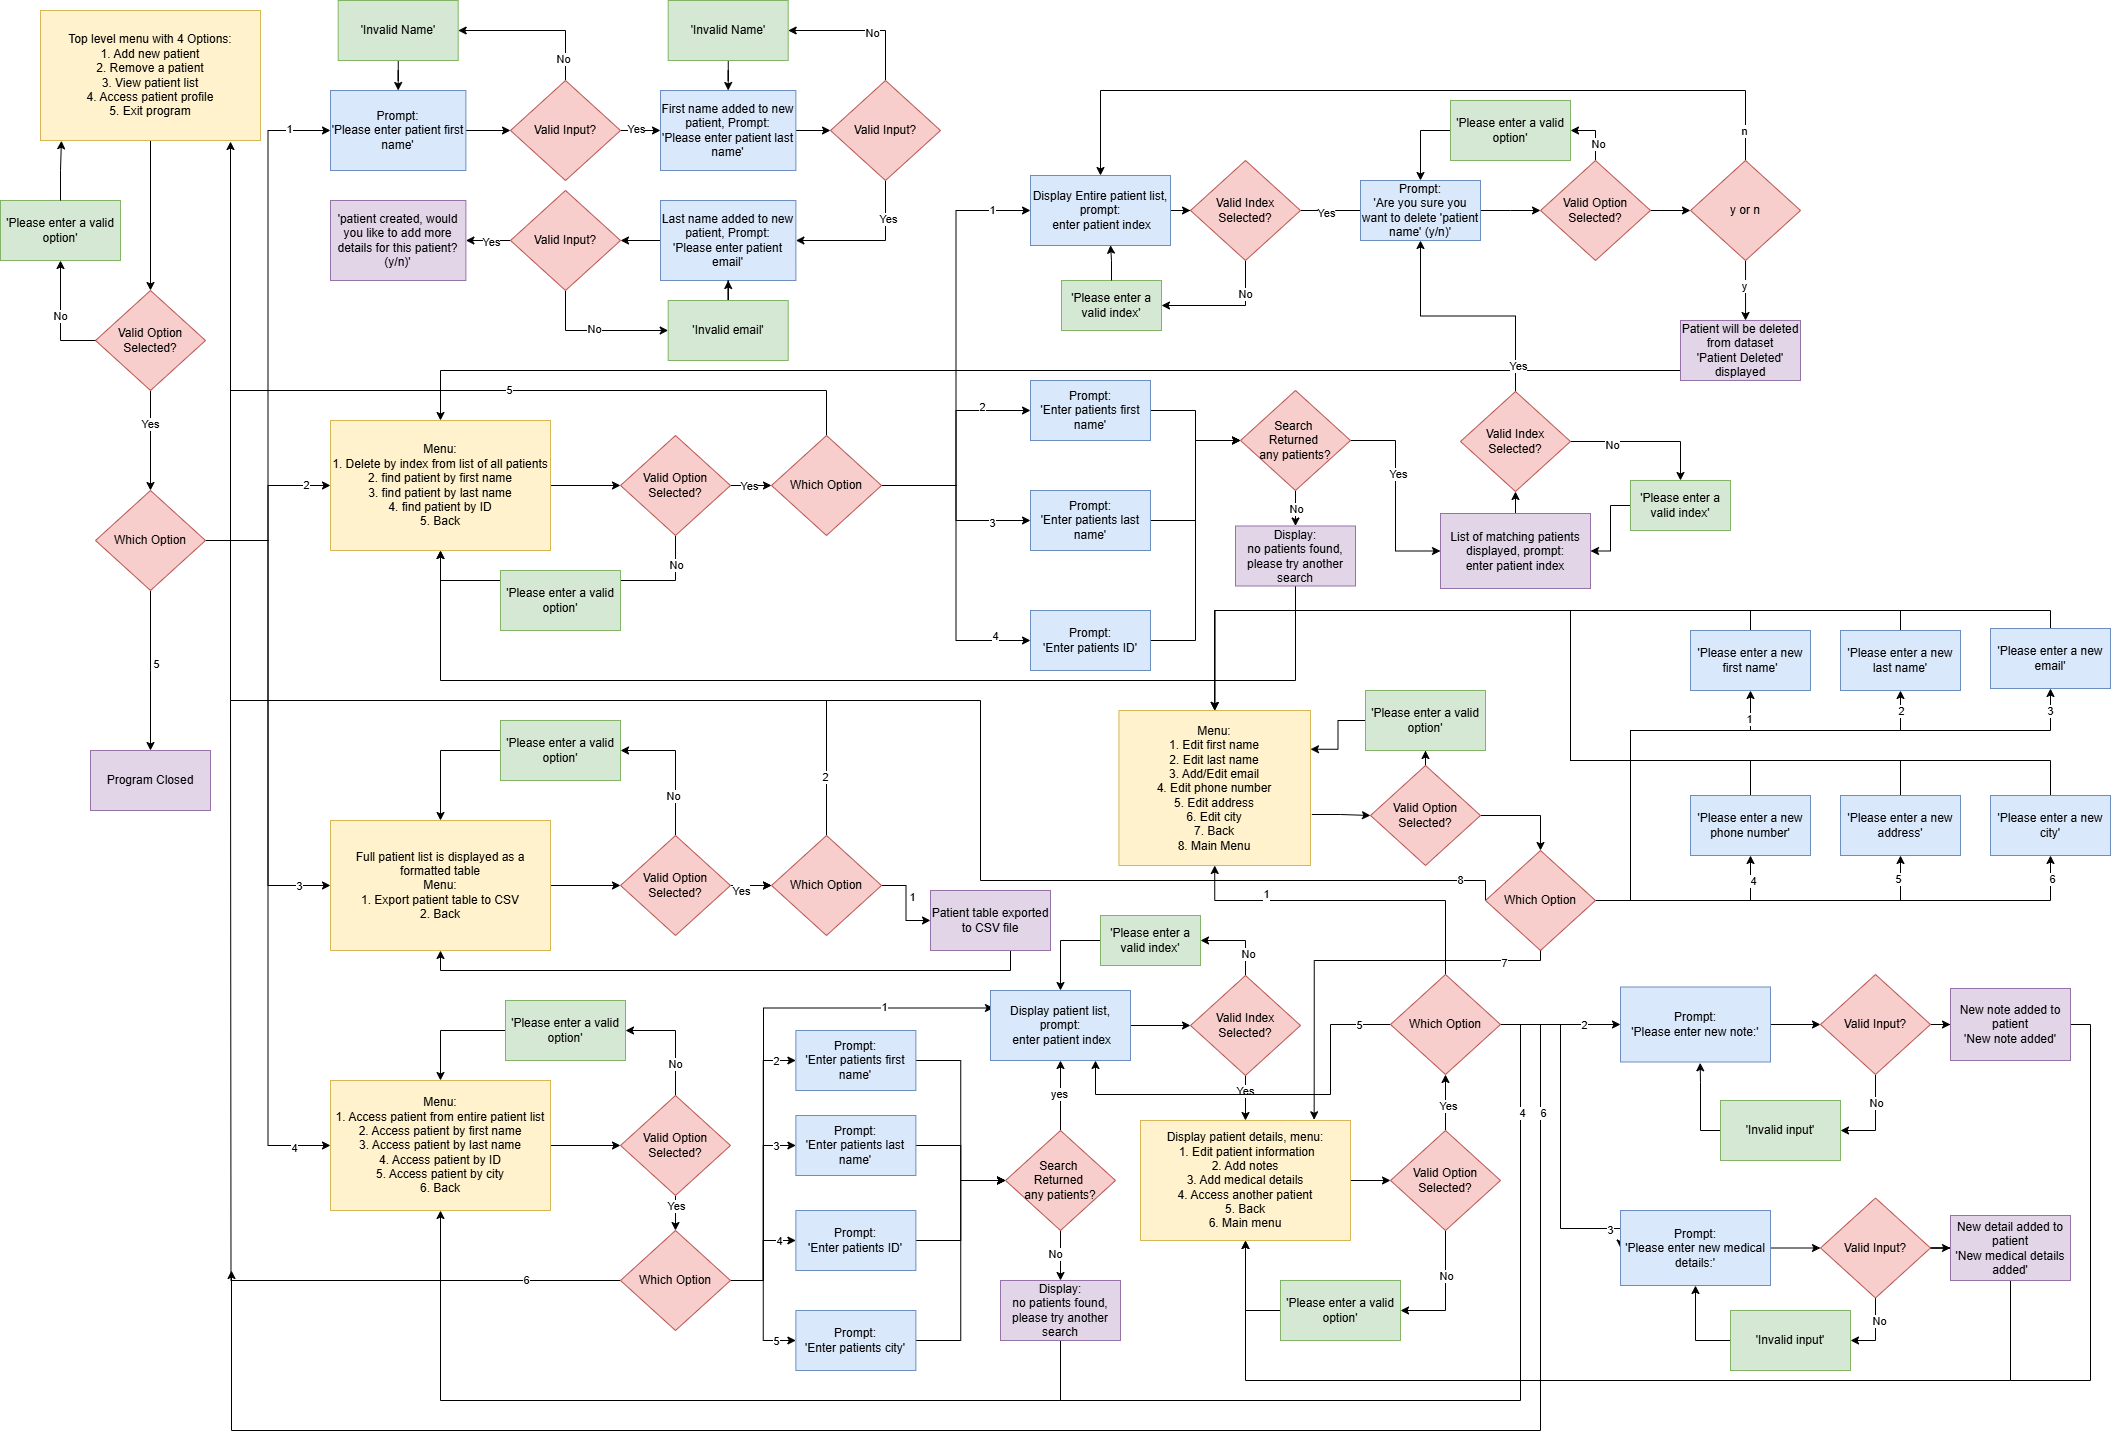 Top level menu with 4 Options:
1. Add new patient
2. Remove a patient
3. View patient list
4. Access patient profile
5. Exit program
'Please enter a valid
option'
No
Valid Option
Selected?
Yes
Which Option
5
Program Closed
1
'Invalid Name'
No
Prompt:
'Please enter patient first
name'
Valid Input?
Yes
'Invalid Name'
No
First name added to new
patient, Prompt:
'Please enter patient last
name'
Valid Input?
Yes
Last name added to new
patient, Prompt:
'Please enter patient
email'
Valid Input?
Yes
'patient created, would
you like to add more
details for this patient?
(y/n)'
No
'Invalid email'
2
5
Menu:
1. Delete by index from list of all patients
2. find patient by first name
3. find patient by last name
4. find patient by ID
5. Back
Valid Option
Selected?
Yes
Which Option
No
'Please enter a valid
option'
1
Display Entire patient list,
prompt:
enter patient index
Valid Index
Selected?
Yes
No
'Please enter a
valid index'
Prompt:
'Are you sure you
want to delete 'patient
name' (y/n)'
'Please enter a valid
option'
No
Valid Option
Selected?
y or n
n
y
Patient will be deleted
from dataset
'Patient Deleted'
displayed
2
Prompt:
'Enter patients first
name'
3
Prompt:
'Enter patients last
name'
4
Prompt:
'Enter patients ID'
Search
Returned
any patients?
Yes
No
Display:
no patients found,
please try another
search
Yes
Valid Index
Selected?
No
'Please enter a
valid index'
List of matching patients
displayed, prompt:
enter patient index
3
'Please enter a valid
option'
No
2
Full patient list is displayed as a
formatted table
Menu:
1. Export patient table to CSV
2. Back
Valid Option
Selected?
Yes
Which Option
1
Patient table exported
to CSV file
Menu:
1. Edit first name
2. Edit last name
3. Add/Edit email
4. Edit phone number
5. Edit address
6. Edit city
7. Back
8. Main Menu
'Please enter a valid
option'
Valid Option
Selected?
Which Option
8
7
'Please enter a new
first name'
'Please enter a new
last name'
'Please enter a new
email'
1
2
3
'Please enter a new
phone number'
'Please enter a new
address'
'Please enter a new
city'
4
5
6
4
'Please enter a valid
option'
No
Menu:
1. Access patient from entire patient list
2. Access patient by first name
3. Access patient by last name
4. Access patient by ID
5. Access patient by city
6. Back
Valid Option
Selected?
Yes
Which Option
6
1
2
Prompt:
'Enter patients first
name'
3
Prompt:
'Enter patients last
name'
4
Prompt:
'Enter patients ID'
5
Prompt:
'Enter patients city'
'Please enter a
valid index'
No
Display patient list,
prompt:
enter patient index
Valid Index
Selected?
Yes
yes
Search
Returned
any patients?
No
Display:
no patients found,
please try another
search
Display patient details, menu:
1. Edit patient information
2. Add notes
3. Add medical details
4. Access another patient
5. Back
6. Main menu
Valid Option
Selected?
Yes
No
'Please enter a valid
option'
Which Option
1
5
4
6
2
Prompt:
'Please enter new note:'
Valid Input?
New note added to
patient
'New note added'
No
'Invalid input'
3
Prompt:
'Please enter new medical
details:'
Valid Input?
New detail added to
patient
'New medical details
added'
No
'Invalid input'